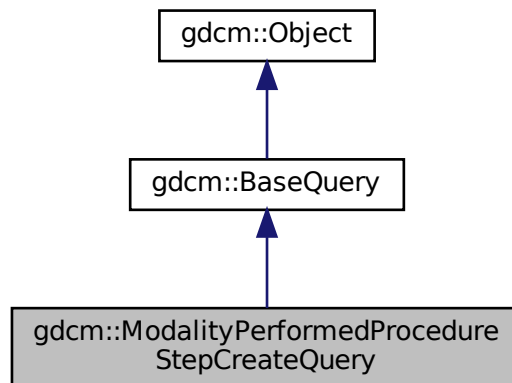 gdcm::Object
gdcm::BaseQuery
gdcm::ModalityPerformedProcedure
StepCreateQuery